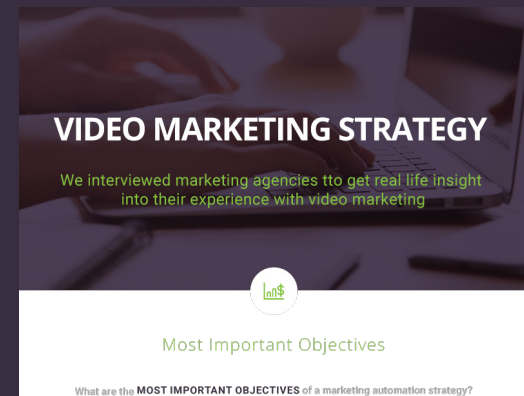 VIDEO MARKETING STRATEGY
We interviewed marketing agencies tto get real life insight
into their experience with video marketing
$
Most Important Objectives
What are the MOST IMPORTANT OBJECTIVES of a marketing automation strategy?